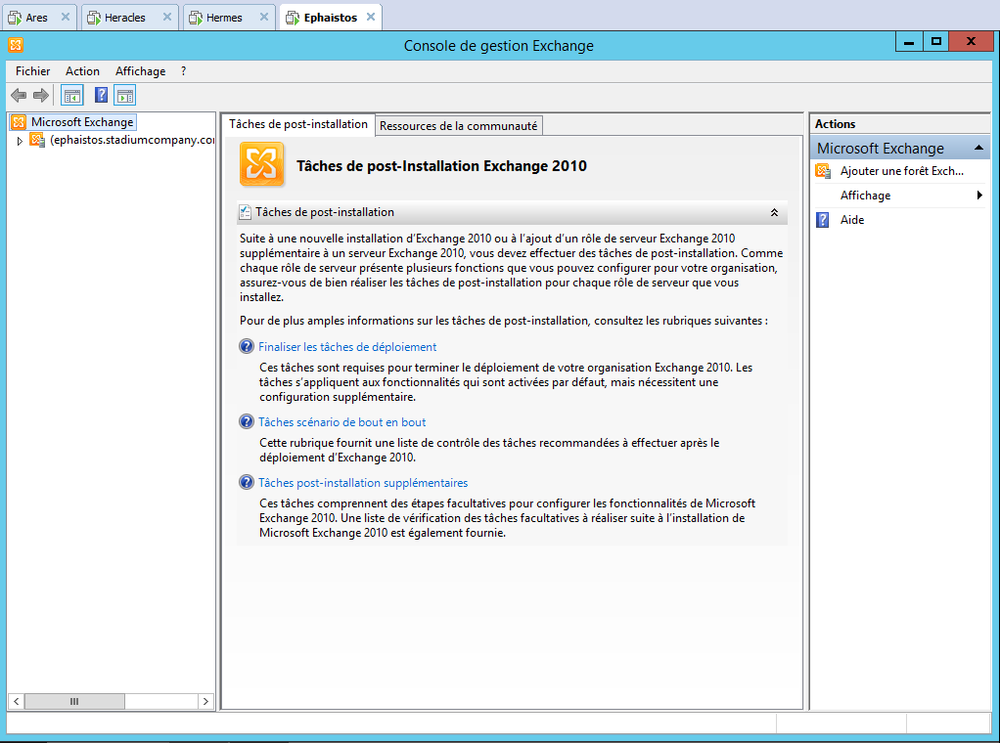 Ares
Heracles
Hermes
Ephaistos
Console de gestion Exchange
Fichier Action Affichage ?
Microsoft Exchange
(ephaistos.stadiumcompany.cor
Tâches de post-installation
Ressources de la communauté
Tâches de post-Installation Exchange 2010
Tâches de post-installation
Suite à une nouvelle installation d'Exchange 2010 ou à l'ajout d'un rôle de serveur Exchange 2010
supplémentaire à un serveur Exchange 2010, vous devez effectuer des tâches de post-installation. Comme
chaque rôle de serveur présente plusieurs fonctions que vous pouvez configurer pour votre organisation,
assurez-vous de bien réaliser les tâches de post-installation pour chaque rôle de serveur que vous
installez.
Pour de plus amples informations sur les tâches de post-installation, consultez les rubriques suivantes :
Finaliser les tâches de déploiement
Ces tâches sont requises pour terminer le déploiement de votre organisation Exchange 2010. Les
tâches s'appliquent aux fonctionnalités qui sont activées par défaut, mais nécessitent une
configuration supplémentaire.
Tâches scénario de bout en bout
Cette rubrique fournit une liste de contrôle des tâches recommandées à effectuer après le
déploiement d'Exchange 2010.
Tâches post-installation supplémentaires
Ces tâches comprennent des étapes facultatives pour configurer les fonctionnalités de Microsoft
Exchange 2010. Une liste de vérification des tâches facultatives à réaliser suite à l'installation de
Microsoft Exchange 2010 est également fournie.
Actions
Microsoft Exchange
Ajouter une forêt Exch...
Affichage
Aide